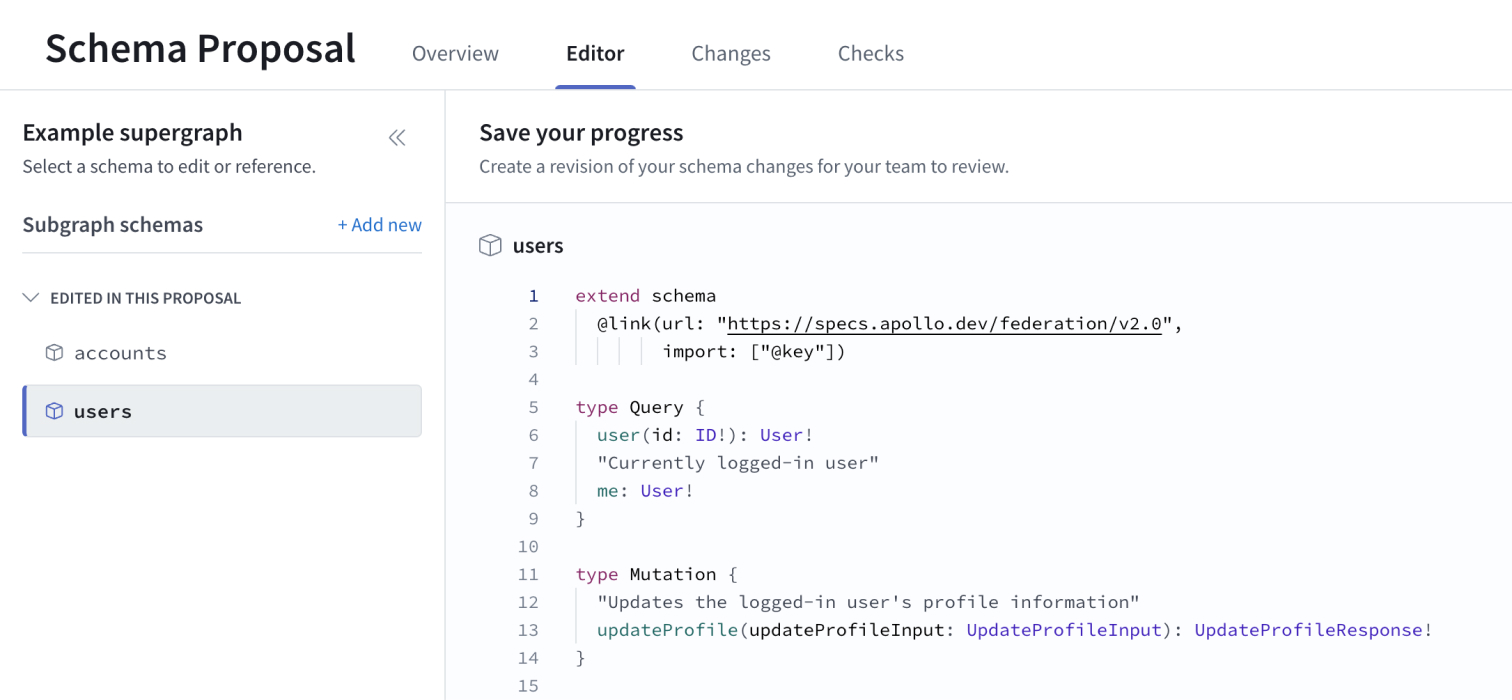 Schema Proposal
Overview
Editor
Changes
Checks
Example supergraph
Select a schema to edit or reference.
Subgraph schemas
+ Add new
EDITED IN THIS PROPOSAL
accounts
users
Save your progress
Create a revision of your schema changes for your team to review.
users
1 extend schema
2   @link(url: "https://specs.apollo.dev/federation/v2.0",
3         import: ["@key"])
4
5 type Query {
6   user(id: ID!): User!
7   "Currently logged-in user"
8   me: User!
9 }
10
11 type Mutation {
12   "Updates the logged-in user's profile information"
13   updateProfile(updateProfileInput: UpdateProfileInput): UpdateProfileResponse!
14 }
15